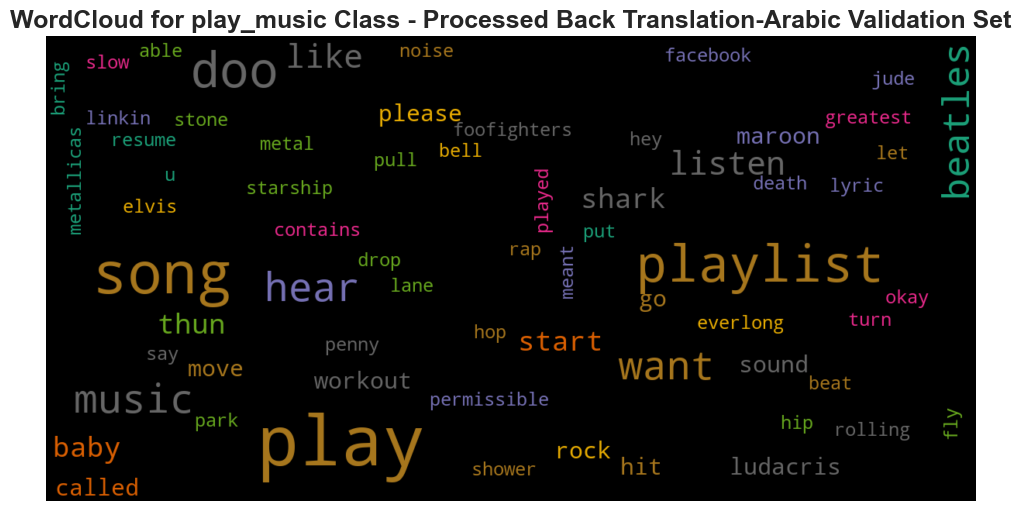 WordCloud for play_music Class - Processed Back Translation-Arabic Validation Set
able
noise
facebook
beatles
slow
doo
like
jude
bring
linkin
stone
please
foofighters
hey
maroon
greatest
resume
metal
pull
bell
listen
let
metallicas
u
starship
played
shark
death
lyric
elvis
contains
put
song
hear
drop
lane
rap
meant
playlist
go
okay
thun
hop
start
everlong
turn
say
move
penny
workout
want
sound
beat
music
park
play
permissible
hip
rolling
fly
baby
called
shower
rock
hit
ludacris